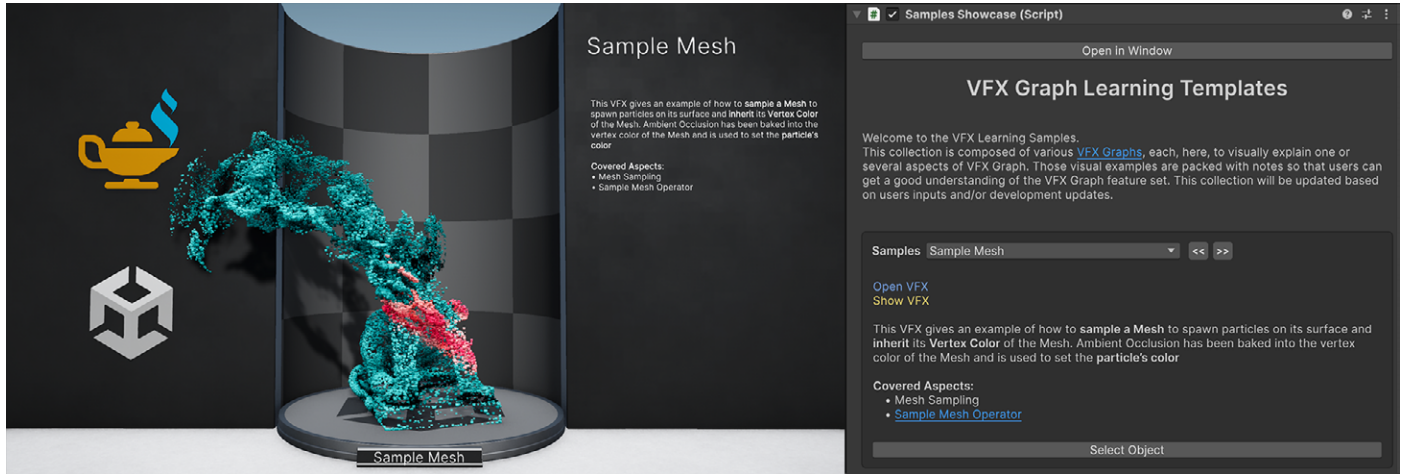 Sample Mesh
This VFX gives an example of how to sample a Mesh to
spawn particles on its surface and inherit its Vertex Color
of the Mesh. Ambient Occlusion has been baked into the
vertex color of the Mesh and is used to set the particle's
color
Covered Aspects:
• Mesh Sampling
• Sample Mesh Operator
Sample Mesh
Samples Showcase (Script)
Open in Window
VFX Graph Learning Templates
Welcome to the VFX Learning Samples.
This collection is composed of various VFX Graphs, each, here, to visually explain one or
several aspects of VFX Graph. Those visual examples are packed with notes so that users can
get a good understanding of the VFX Graph feature set. This collection will be updated based
on users inputs and/or development updates.
Samples Sample Mesh << >>
Open VFX
Show VFX
This VFX gives an example of how to sample a Mesh to spawn particles on its surface and
inherit its Vertex Color of the Mesh. Ambient Occlusion has been baked into the vertex
color of the Mesh and is used to set the particle's color
Covered Aspects:
• Mesh Sampling
• Sample Mesh Operator
Select Object